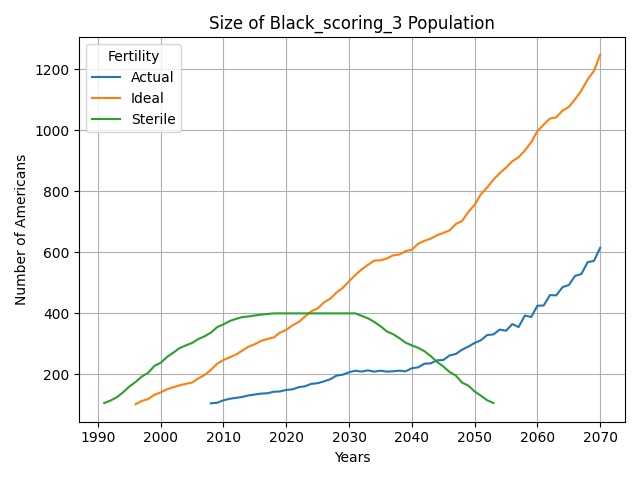 Size of Black_scoring_3 Population
Fertility
Actual
Ideal
Sterile
Number of Americans
1200
1000
800
600
400
200
1990 2000 2010 2020 2030 2040 2050 2060 2070
Years